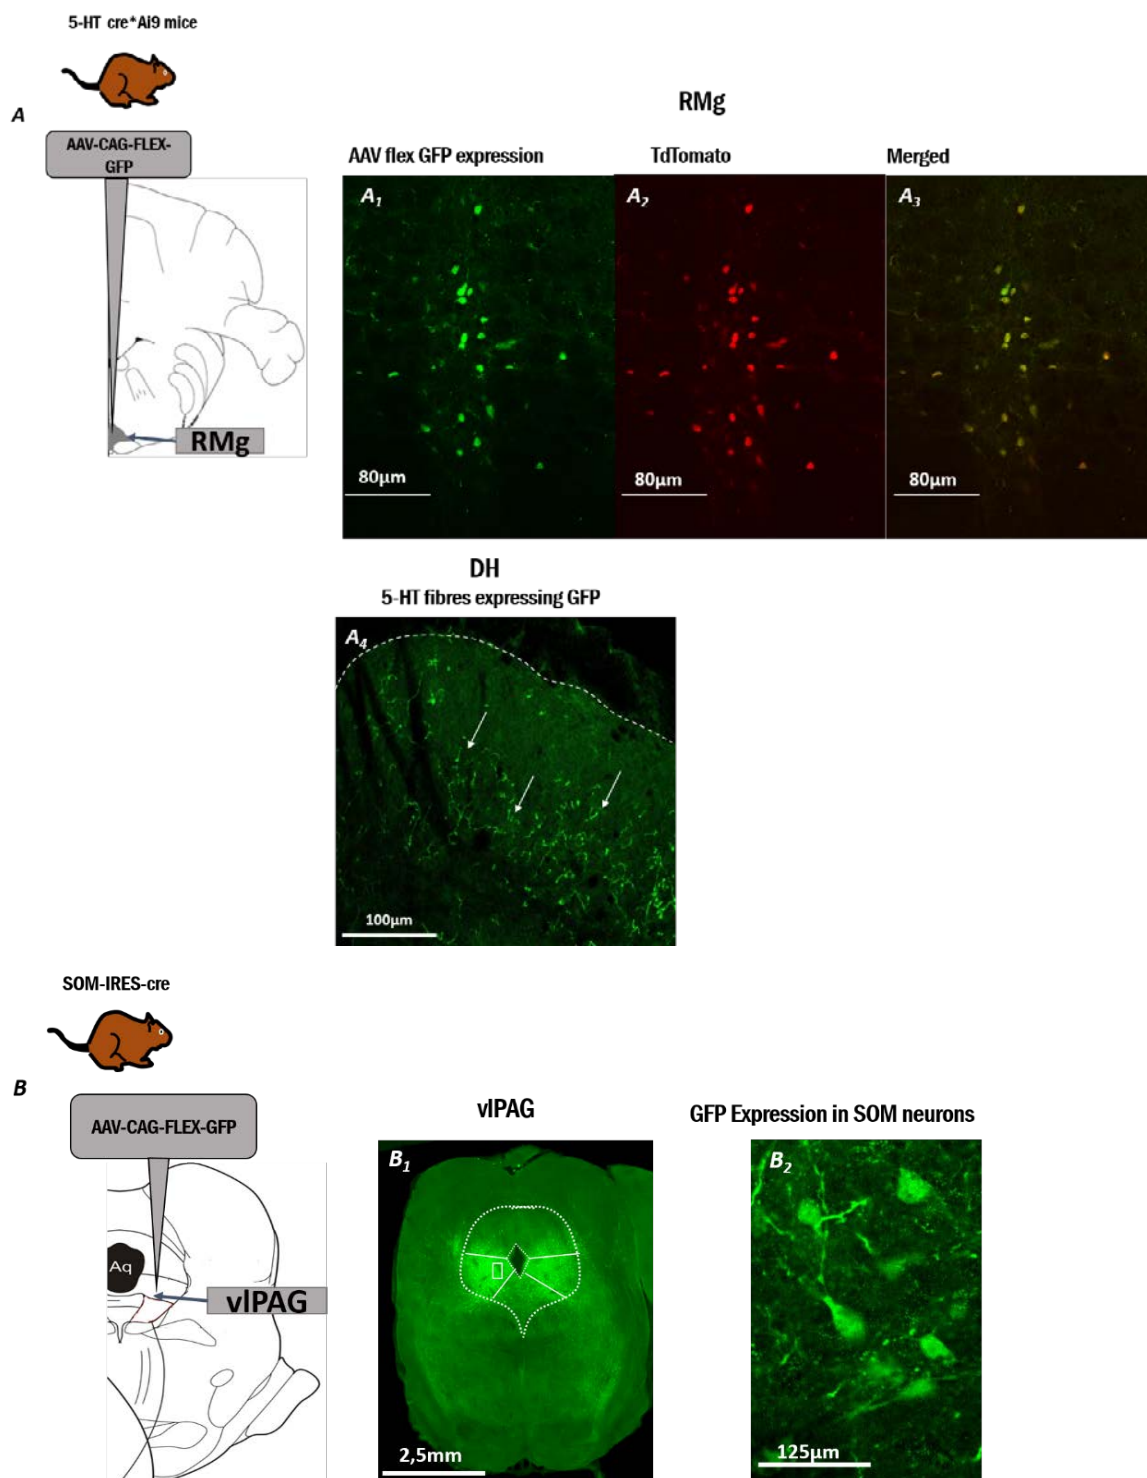 5-HT cre*Ai9 mice
A
AAV-CAG-FLEX-
GFP
RMg
RMg
AAV flex GFP expression
TdTomato
Merged
A1
A2
A3
80µm
80µm
80µm
DH
5-HT fibres expressing GFP
A4
100µm
SOM-IRES-cre
B
AAV-CAG-FLEX-GFP
Aq
vlPAG
vlPAG
GFP Expression in SOM neurons
B1
B2
2,5mm
125µm